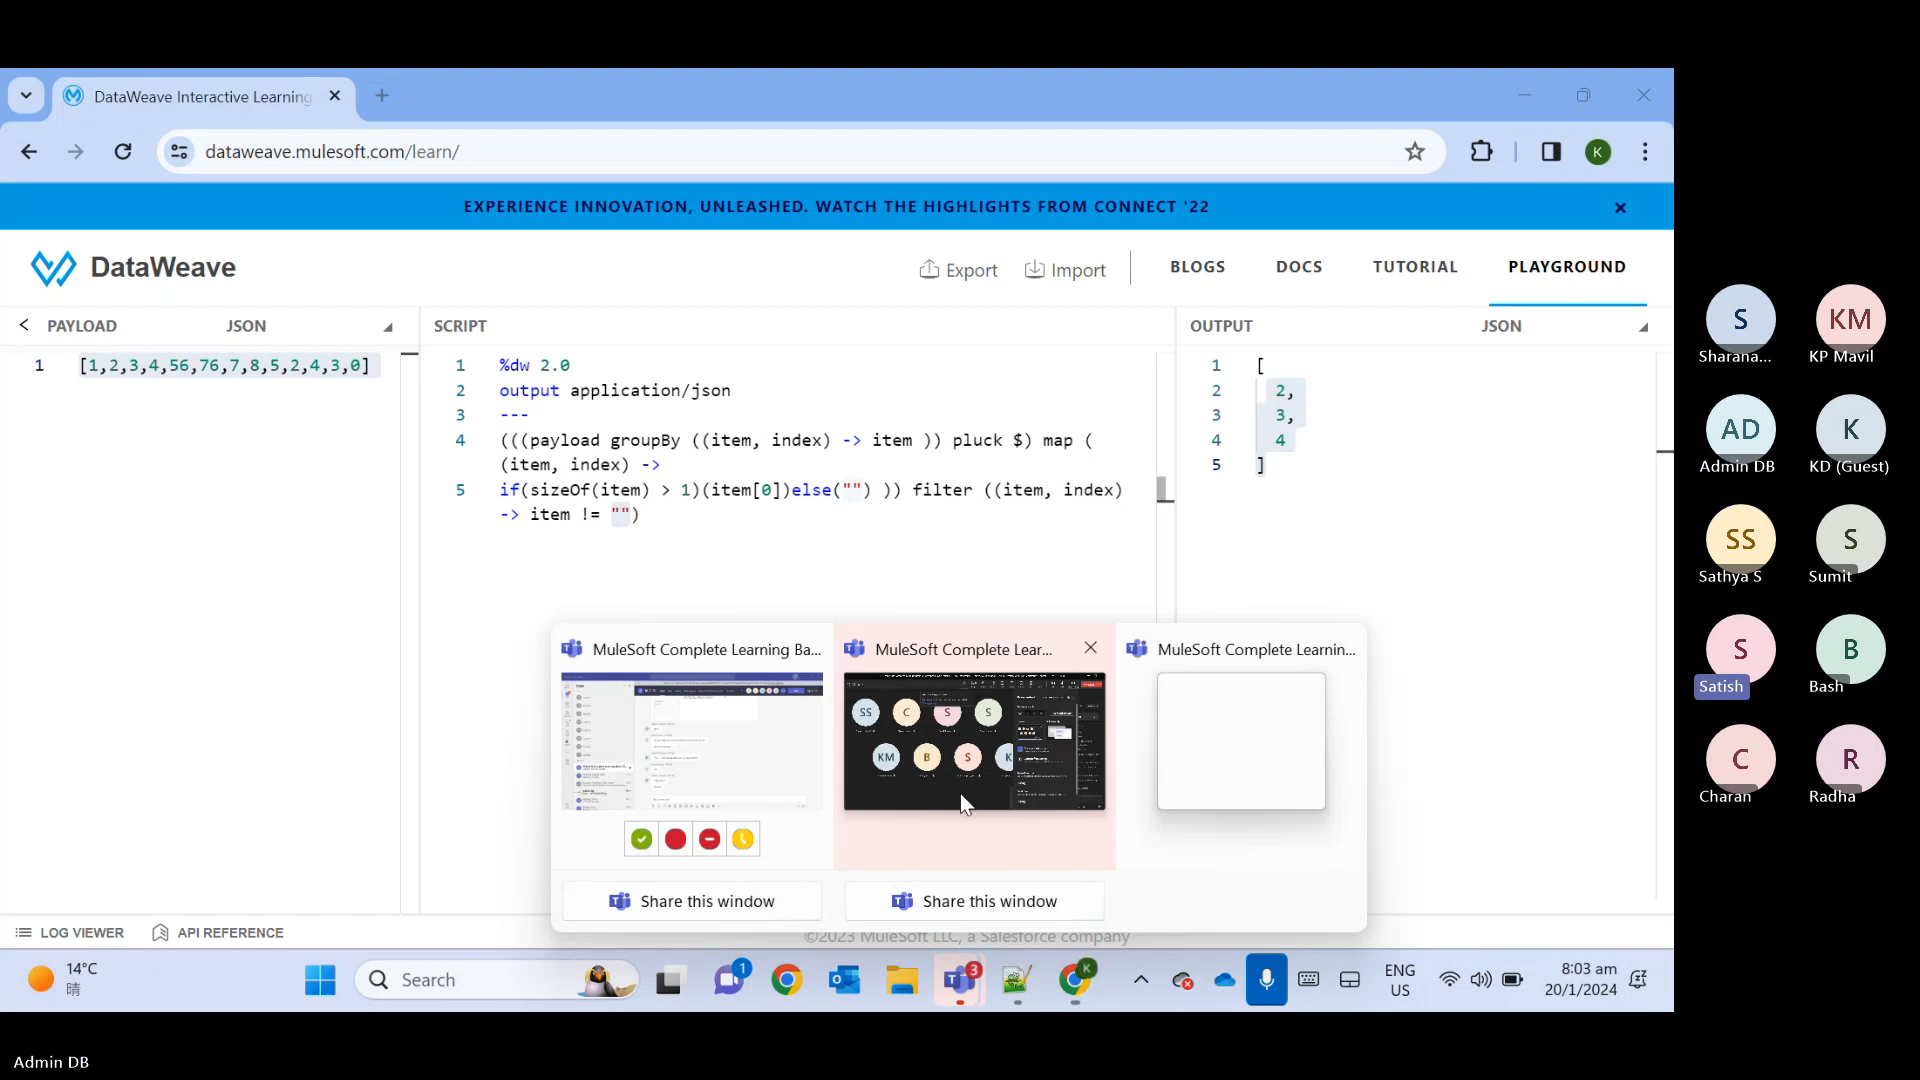 DataWeave Interactive Learning
dataweave.mulesoft.com/learn/
K
EXPERIENCE INNOVATION, UNLEASHED. WATCH THE HIGHLIGHTS FROM CONNECT '22
DataWeave
Export
Import
BLOGS
DOCS
TUTORIAL
PLAYGROUND
PAYLOAD
JSON
SCRIPT
OUTPUT
JSON
1 [1,2,3,4,56,76,7,8,5,2,4,3,0]
1 %dw 2.0
2 output application/json
3 ---
4 (((payload groupBy ((item, index) -> item )) pluck $) map (
(item, index) ->
5 if(sizeOf(item) > 1)(item[0])else("") )) filter ((item, index)
-> item != "")
1 [
2 2,
3 3,
4 4
5 ]
MuleSoft Complete Learning Ba...
MuleSoft Complete Lear...
MuleSoft Complete Learnin...
SS
C
S
S
KM
B
S
K
Share this window
Share this window
LOG VIEWER
API REFERENCE
©2023 MuleSoft LLC, a Salesforce company
14°C
晴
Search
1
3
K
ENG
US
8:03 am
20/1/2024
S
Sharana...
KM
KP Mavil
AD
Admin DB
K
KD (Guest)
SS
Sathya S
S
Sumit
S
Satish
B
Bash
C
Charan
R
Radha
Admin DB